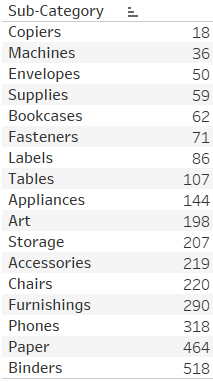 Sub-Category
Copiers 18
Machines 36
Envelopes 50
Supplies 59
Bookcases 62
Fasteners 71
Labels 86
Tables 107
Appliances 144
Art 198
Storage 207
Accessories 219
Chairs 220
Furnishings 290
Phones 318
Paper 464
Binders 518